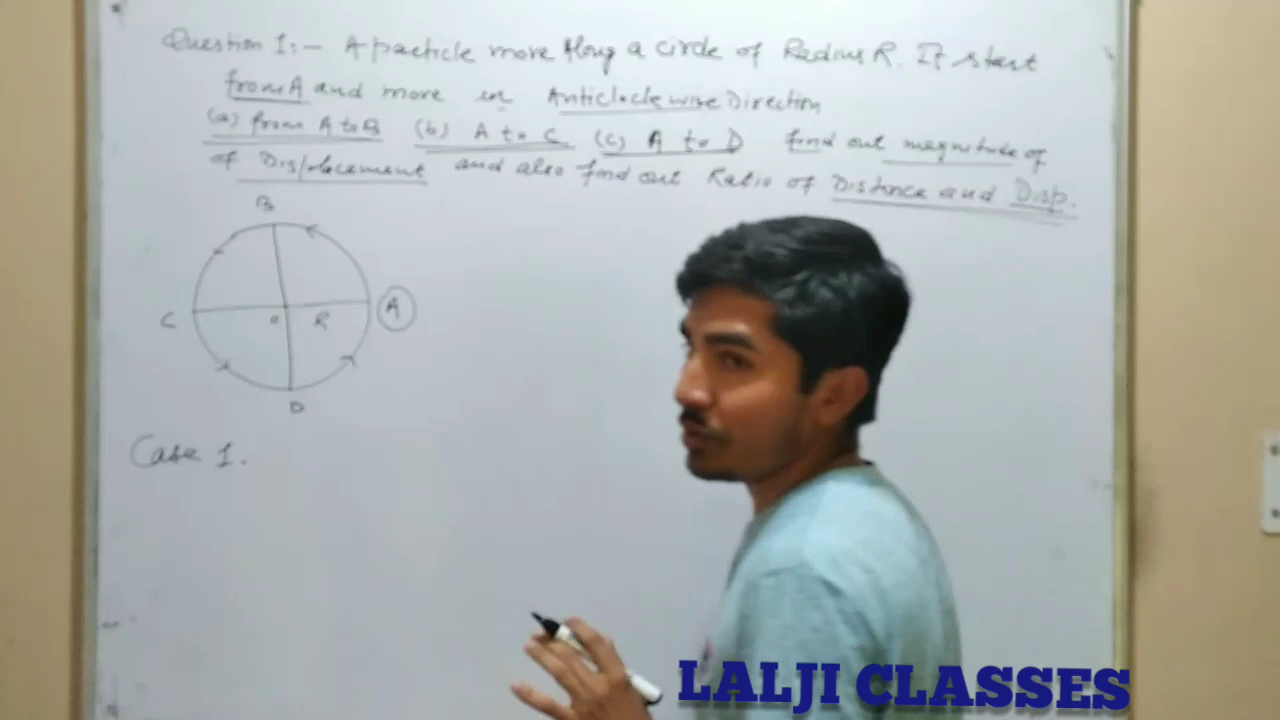 Question 1:- A particle move Along a circle of Radius R. It start
from A and move in Anticlockwise Direction
(a) from A to B (b) A to C (c) A to D find out magnitude of
of Displacement and also find out Ratio of Distance and Disp.
B
C
O
R
A
D
Case 1.
LALJI CLASSES